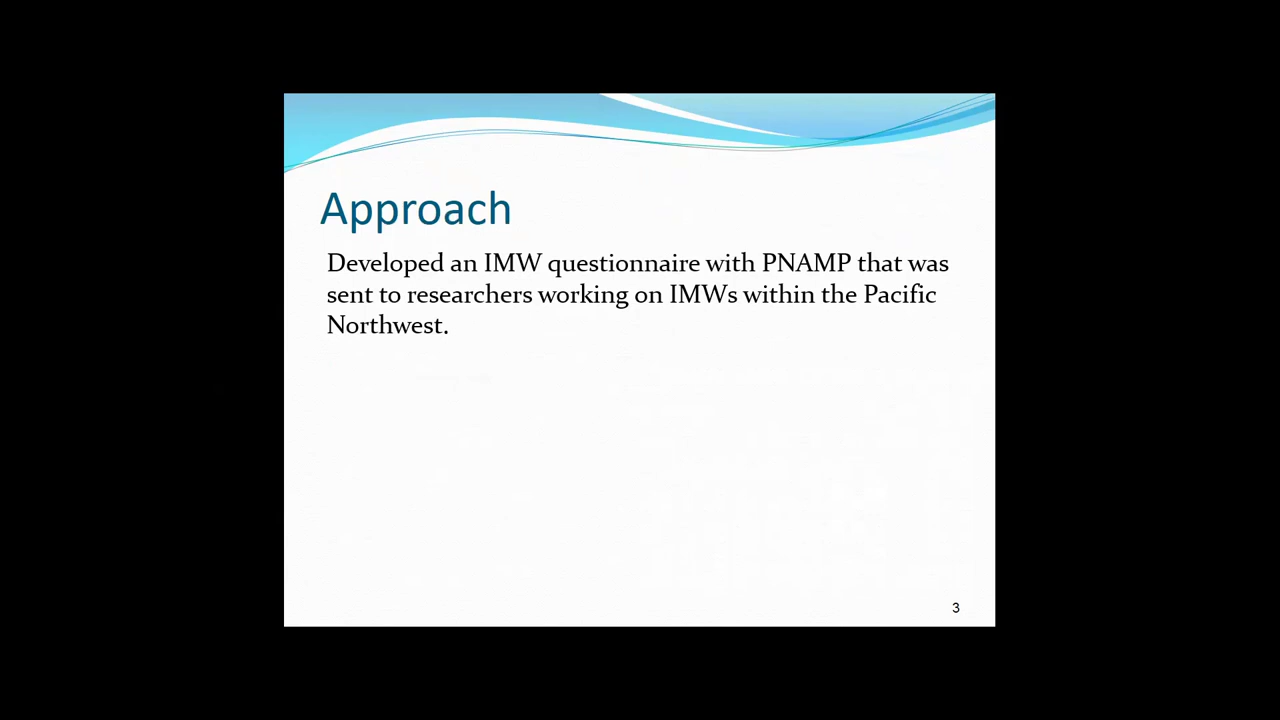 Approach
Developed an IMW questionnaire with PNAMP that was
sent to researchers working on IMWs within the Pacific
Northwest.
3